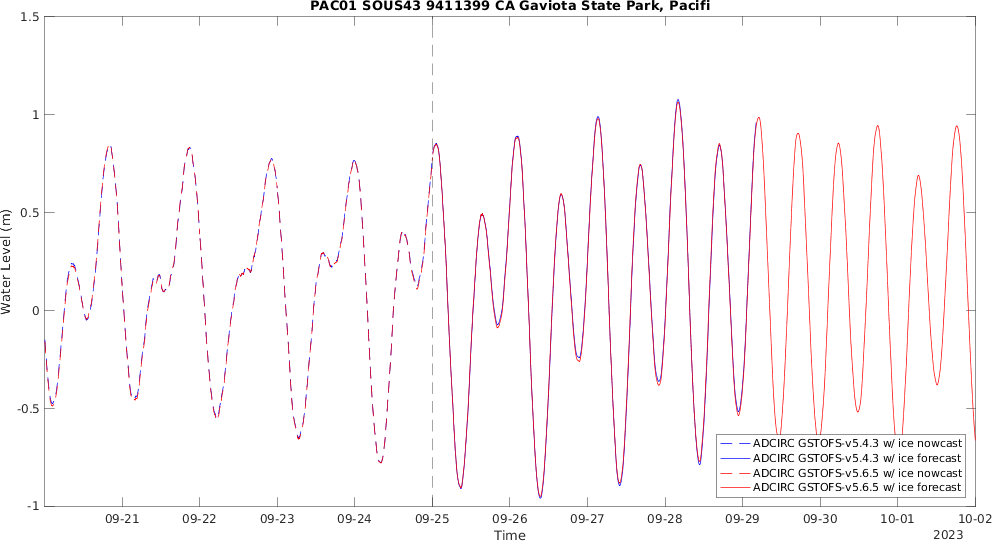 PAC01 SOUS43 9411399 CA Gaviota State Park, Pacifi
1.5
1
0.5
0
-0.5
-1
Water Level (m)
09-21 09-22 09-23 09-24 09-25 09-26 09-27 09-28 09-29 09-30 10-01 10-02
Time
2023
ADCIRC GSTOFS-v5.4.3 w/ ice nowcast
ADCIRC GSTOFS-v5.4.3 w/ ice forecast
ADCIRC GSTOFS-v5.6.5 w/ ice nowcast
ADCIRC GSTOFS-v5.6.5 w/ ice forecast